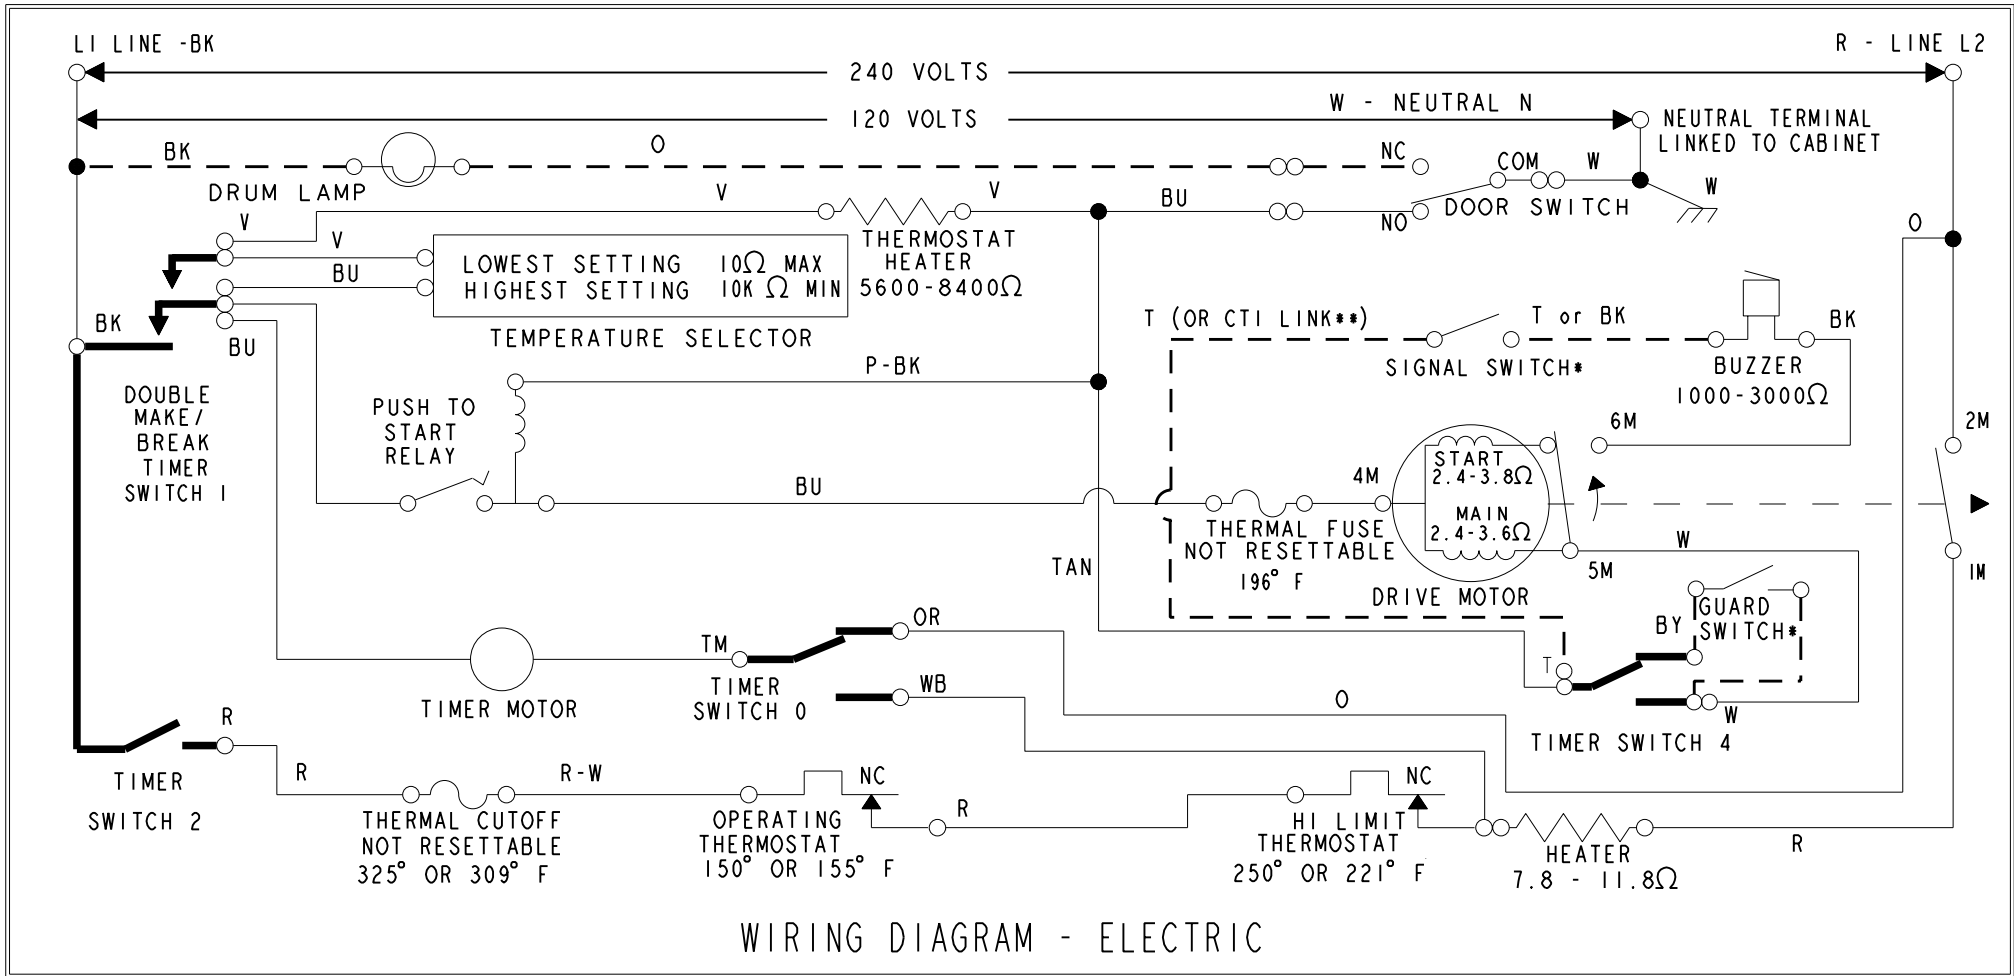 LI LINE -BK
R - LINE L2
240 VOLTS
W - NEUTRAL N
120 VOLTS
NEUTRAL TERMINAL
LINKED TO CABINET
BK
O
NC
COM
W
W
DRUM LAMP
V
V
V
BU
NO
DOOR SWITCH
O
V
THERMOSTAT
HEATER
5600-8400Ω
BU
LOWEST SETTING 10Ω MAX
HIGHEST SETTING 10K Ω MIN
TEMPERATURE SELECTOR
BK
BU
T (OR CTI LINK**)
T or BK
BK
SIGNAL SWITCH*
BUZZER
1000-3000Ω
DOUBLE
MAKE/
BREAK
TIMER
SWITCH 1
P-BK
PUSH TO
START
RELAY
6M
2M
START
2.4-3.8Ω
4M
BU
MAIN
2.4-3.6Ω
THERMAL FUSE
NOT RESETTABLE
196° F
W
5M
1M
TAN
DRIVE MOTOR
GUARD
SWITCH*
BY
OR
TM
TIMER
SWITCH 0
WB
TIMER MOTOR
T
O
W
TIMER SWITCH 4
R
TIMER
SWITCH 2
R
R-W
NC
NC
THERMAL CUTOFF
NOT RESETTABLE
325° OR 309° F
OPERATING
THERMOSTAT
150° OR 155° F
R
HI LIMIT
THERMOSTAT
250° OR 221° F
HEATER
7.8 - 11.8Ω
R
WIRING DIAGRAM - ELECTRIC